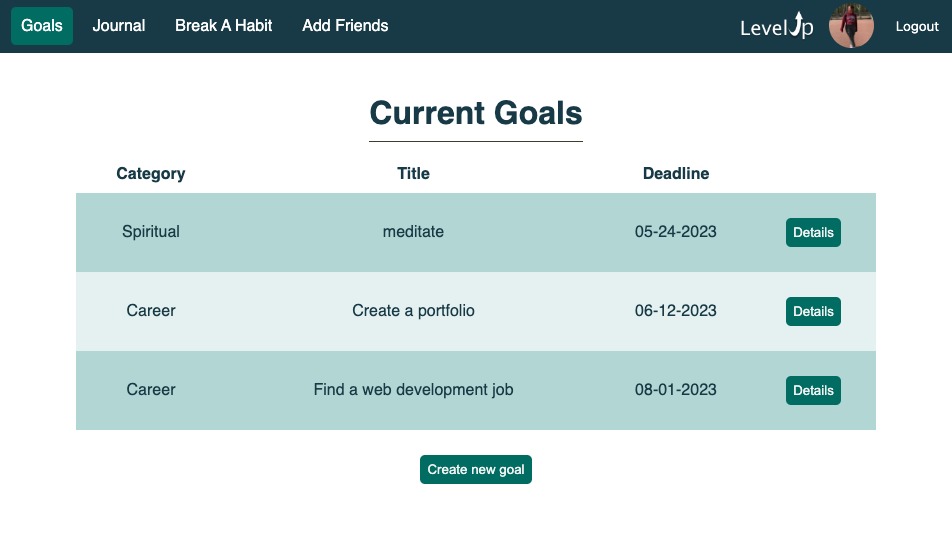 Goals Journal Break A Habit Add Friends LevelUp Logout
Current Goals
Category Title Deadline
Spiritual meditate 05-24-2023 Details
Career Create a portfolio 06-12-2023 Details
Career Find a web development job 08-01-2023 Details
Create new goal